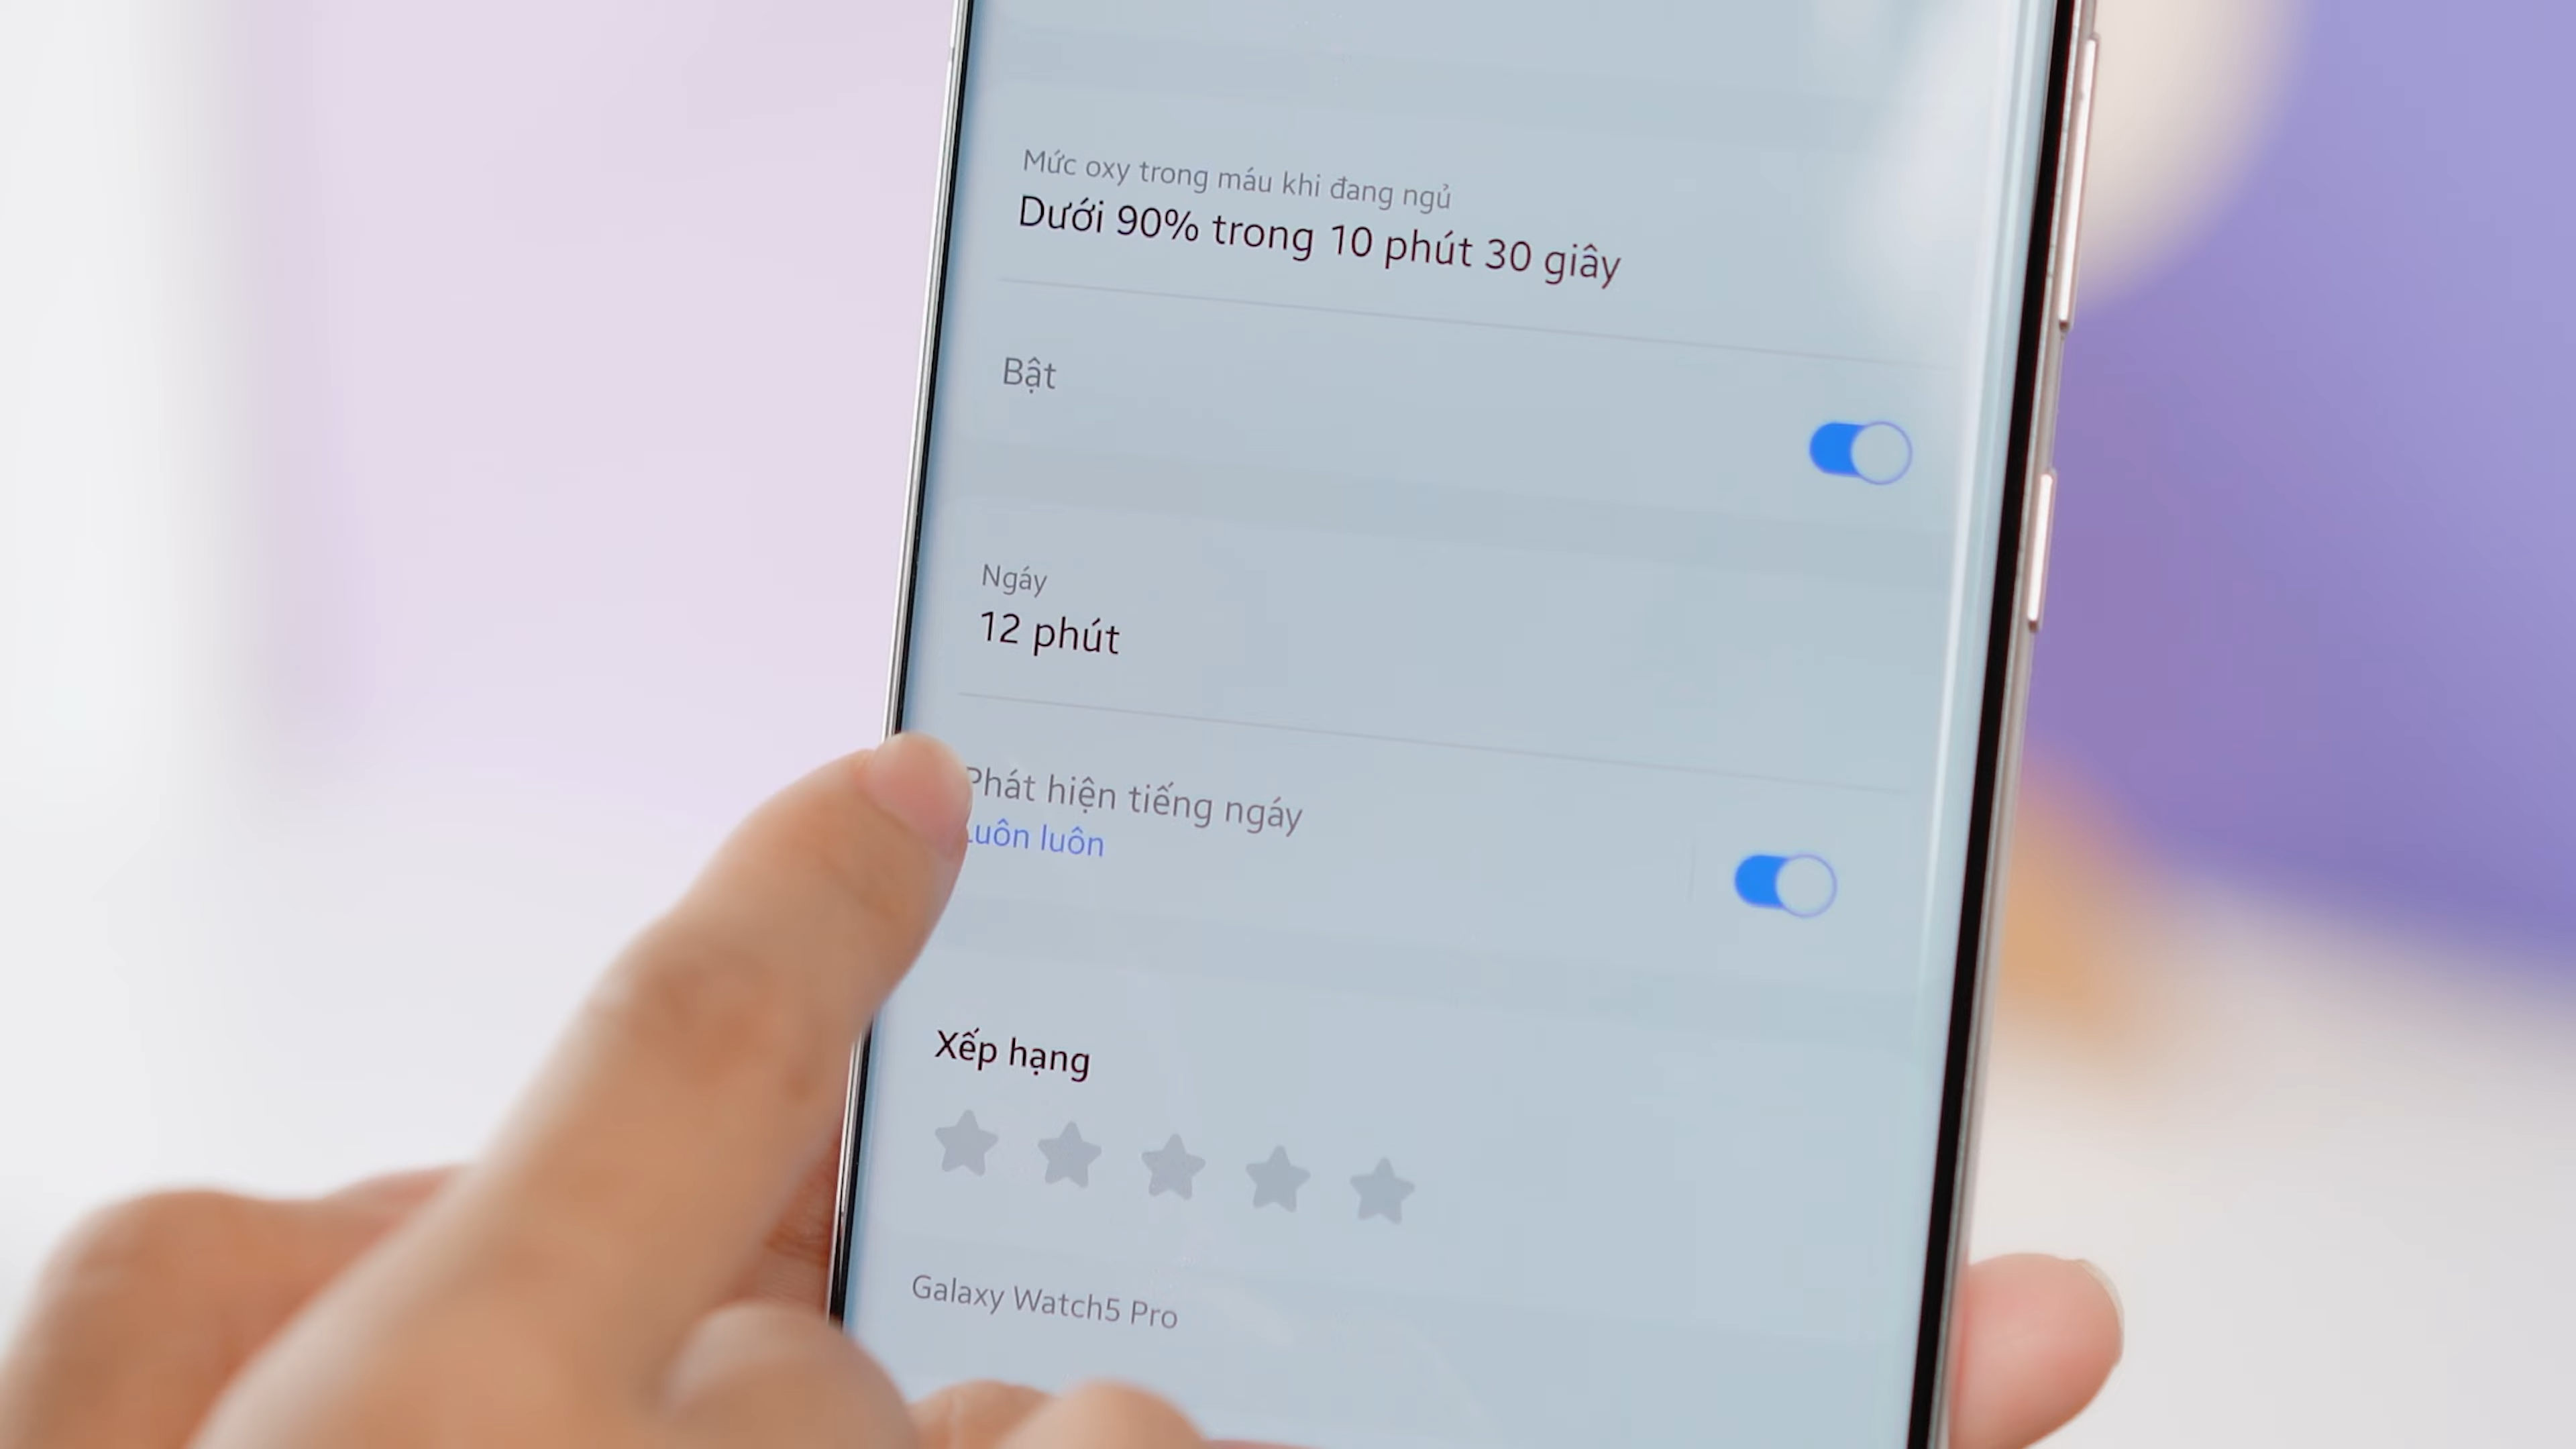 Mức oxy trong máu khi đang ngủ
Dưới 90% trong 10 phút 30 giây
Bật
Ngáy
12 phút
Phát hiện tiếng ngáy
Luôn luôn
Xếp hạng
Galaxy Watch5 Pro